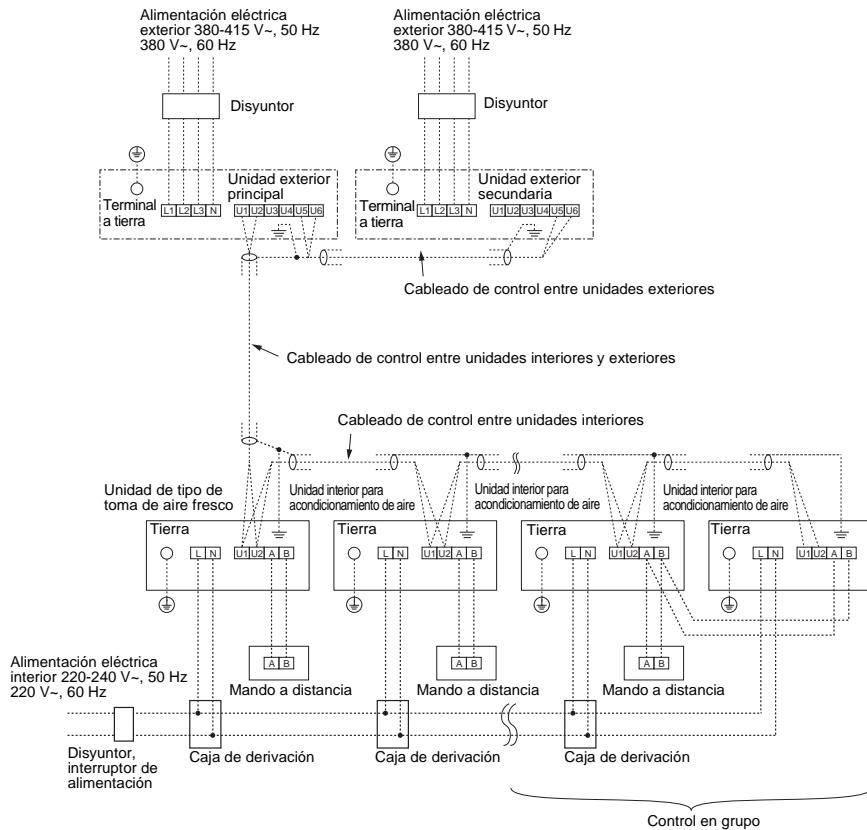 Alimentación eléctrica
exterior 380-415 V~, 50 Hz
380 V~, 60 Hz
Alimentación eléctrica
exterior 380-415 V~, 50 Hz
380 V~, 60 Hz
Disyuntor
Disyuntor
Unidad exterior
principal
Terminal
a tierra
L1 L2 L3 N
U1 U2 U3 U4 U5 U6
Unidad exterior
secundaria
Terminal
a tierra
L1 L2 L3 N
U1 U2 U3 U4 U5 U6
Cableado de control entre unidades exteriores
Cableado de control entre unidades interiores y exteriores
Cableado de control entre unidades interiores
Unidad de tipo de
toma de aire fresco
Unidad interior para
acondicionamiento de aire
Unidad interior para
acondicionamiento de aire
Unidad interior para
acondicionamiento de aire
Tierra
L N
U1 U2 A B
Tierra
L N
U1 U2 A B
Tierra
L N
U1 U2 A B
Tierra
L N
U1 U2 A B
A B
Mando a distancia
A B
Mando a distancia
A B
Mando a distancia
Alimentación eléctrica
interior 220-240 V~, 50 Hz
220 V~, 60 Hz
Disyuntor,
interruptor de
alimentación
Caja de derivación
Caja de derivación
Caja de derivación
Control en grupo